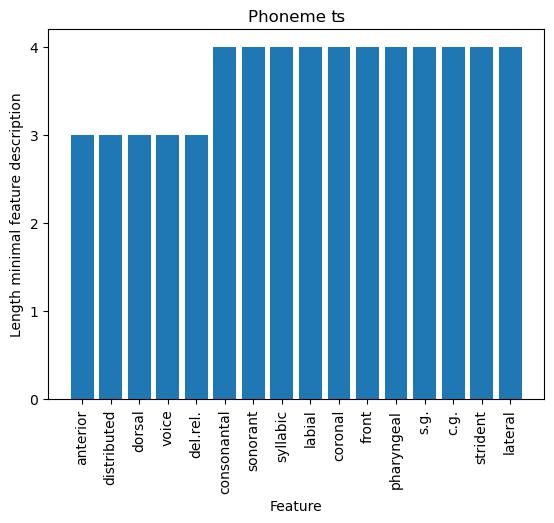 Phoneme ts
Length minimal feature description
4
3
2
1
0
anterior
distributed
dorsal
voice
del.rel.
consonantal
sonorant
syllabic
labial
coronal
front
pharyngeal
s.g.
c.g.
strident
lateral
Feature